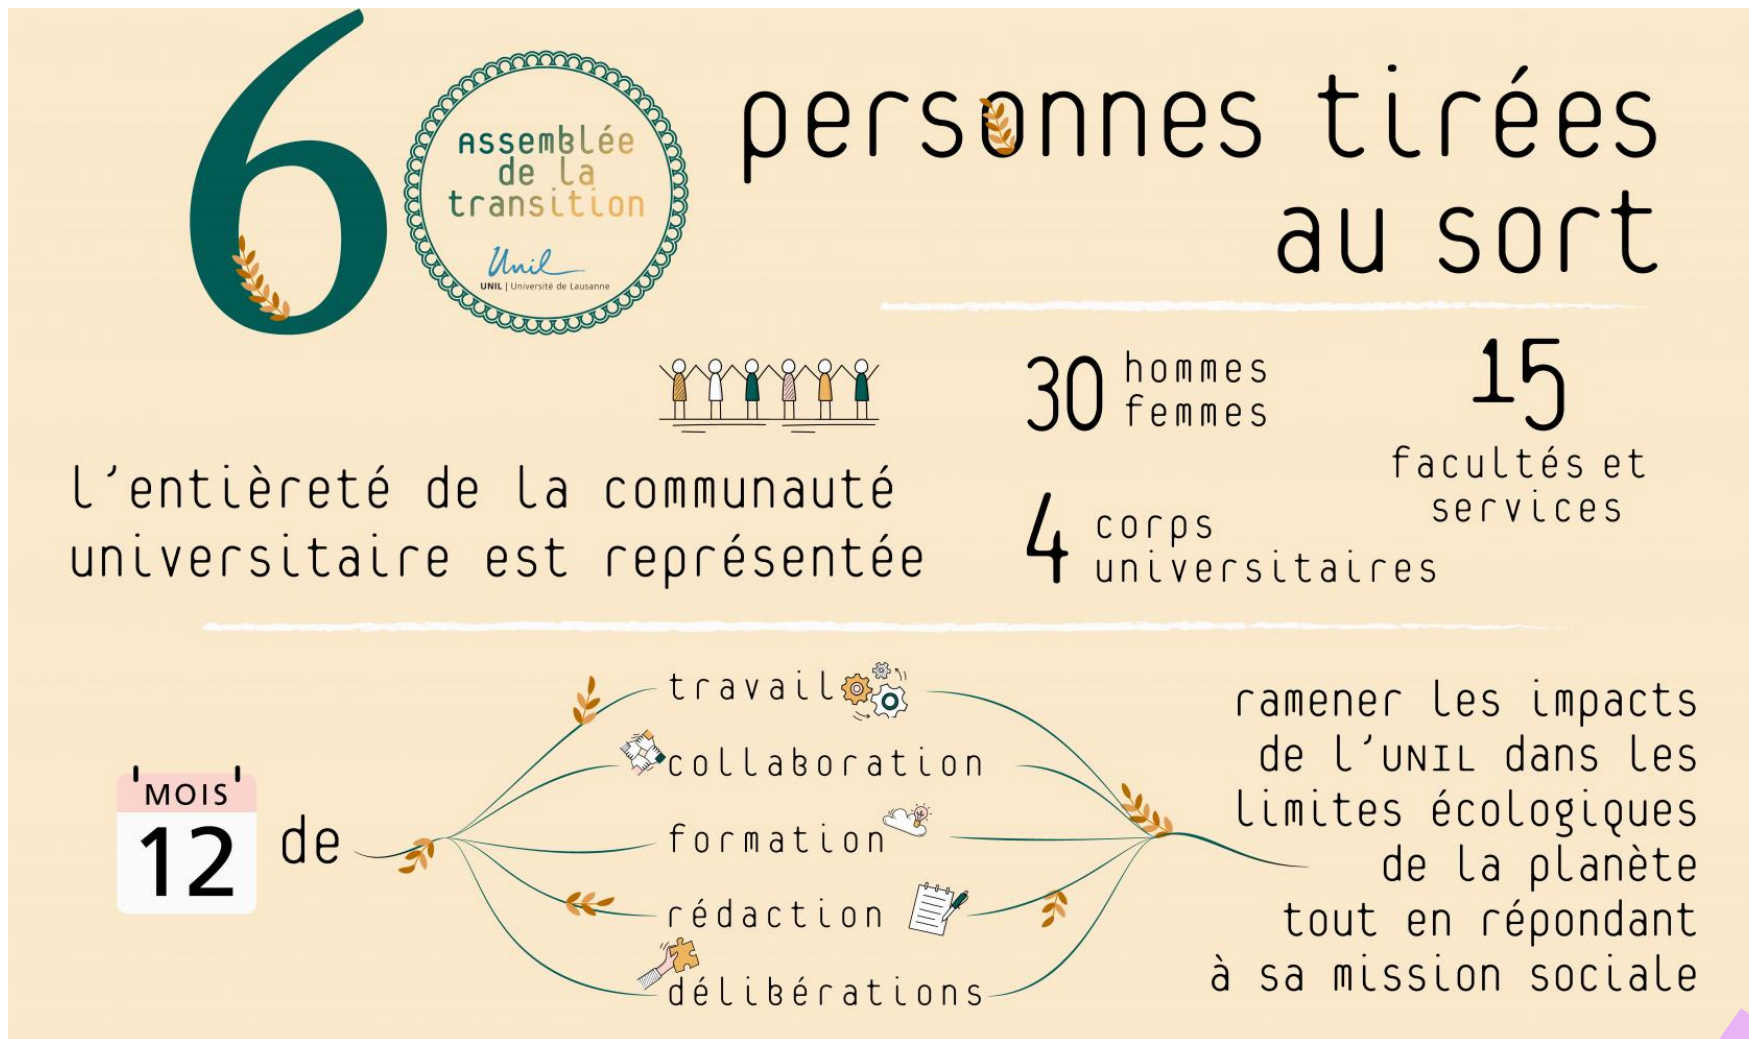 6
Assemblée
de la
transition
Unil
UNIL | Université de Lausanne
personnes tirées
au sort
30 hommes
femmes
15
facultés et
services
l'entièreté de la communauté
universitaire est représentée
4 corps
universitaires
MOIS
12
de
travail
collaboration
formation
rédaction
délibérations
ramener les impacts
de l'UNIL dans les
limites écologiques
de la planète
tout en répondant
à sa mission sociale